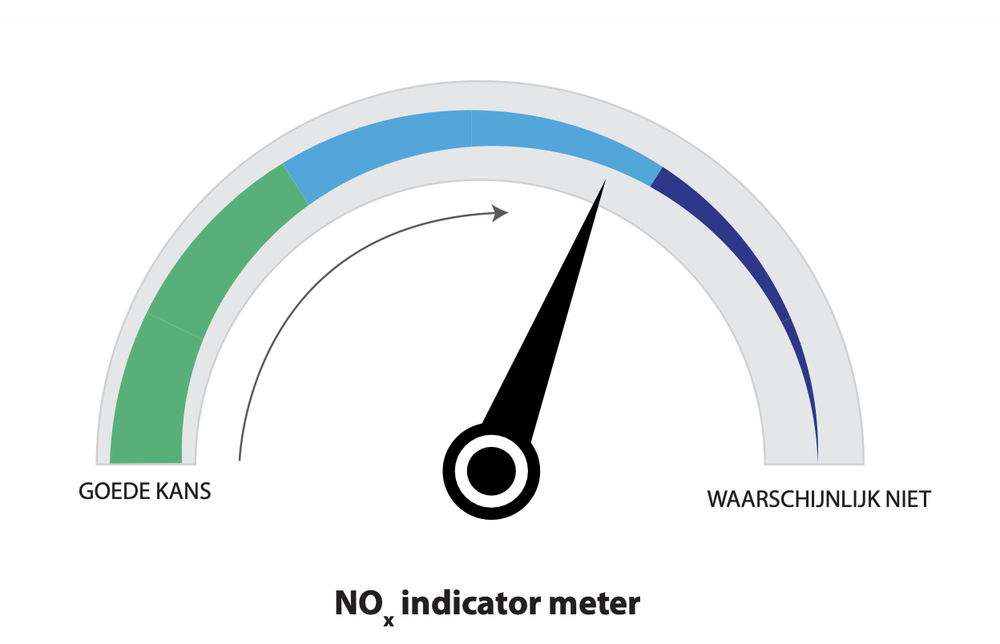 GOEDE KANS
WAARSCHIJNLIJK NIET
NOx indicator meter